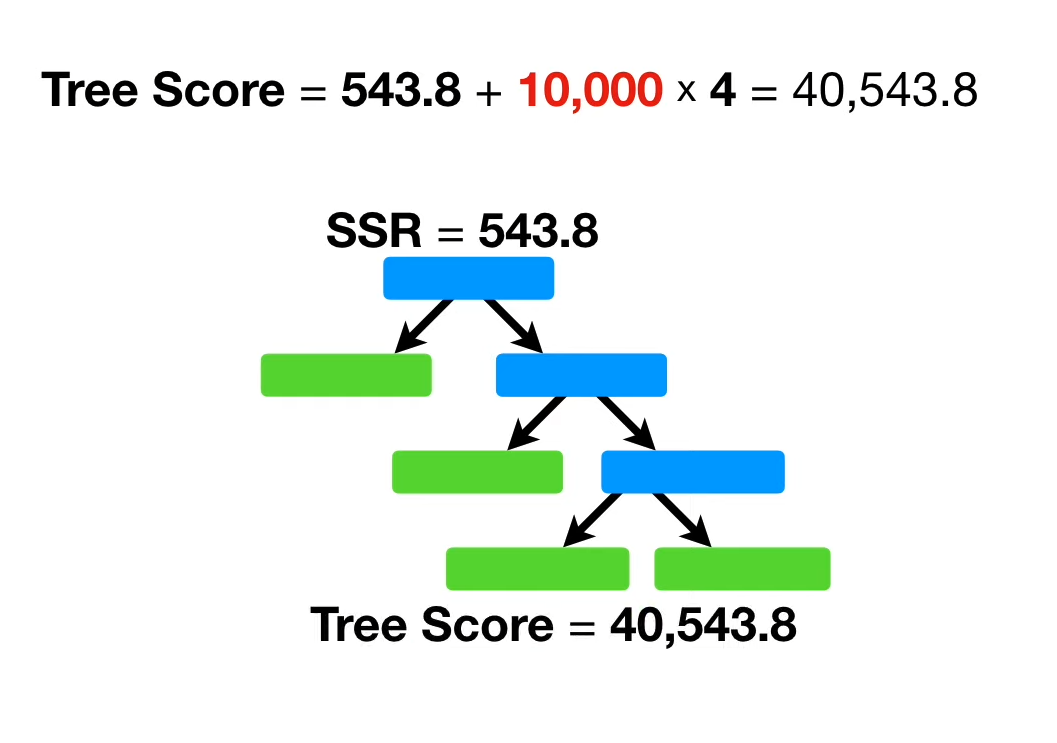 Tree Score = 543.8 + 10,000 x 4 = 40,543.8
SSR = 543.8
Tree Score = 40,543.8